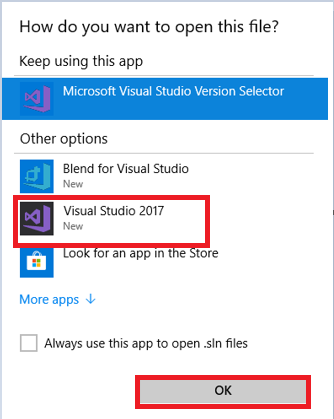 How do you want to open this file?
Keep using this app
Microsoft Visual Studio Version Selector
Other options
Blend for Visual Studio
New
Visual Studio 2017
New
Look for an app in the Store
More apps ↓
Always use this app to open .sln files
OK